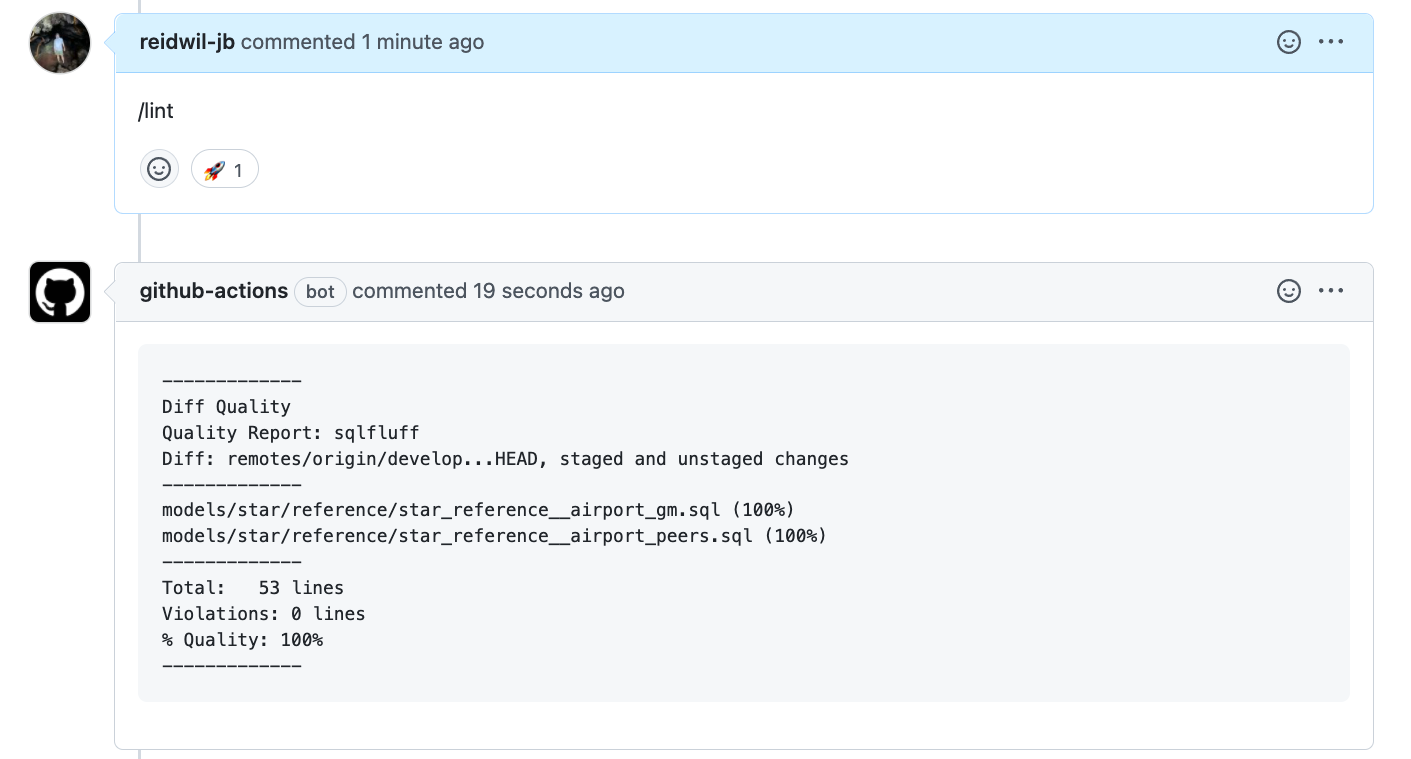 reidwil-jb commented 1 minute ago
/lint
1
github-actions bot commented 19 seconds ago
-------------
Diff Quality
Quality Report: sqlfluff
Diff: remotes/origin/develop...HEAD, staged and unstaged changes
-------------
models/star/reference/star_reference__airport_gm.sql (100%)
models/star/reference/star_reference__airport_peers.sql (100%)
-------------
Total:   53 lines
Violations: 0 lines
% Quality: 100%
-------------